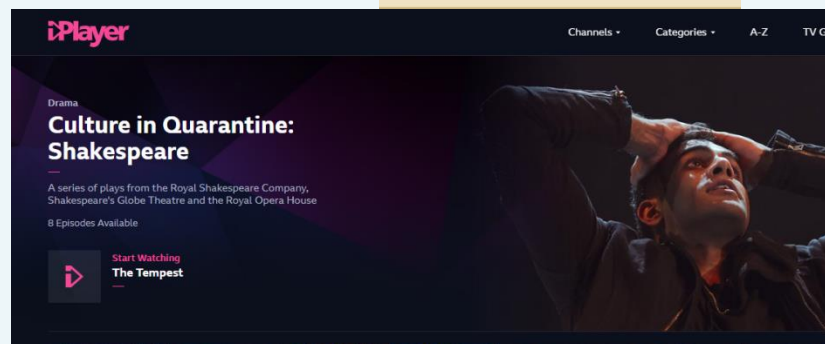 iPlayer
Channels
Categories
A-Z
TV G
Drama
Culture in Quarantine:
Shakespeare
A series of plays from the Royal Shakespeare Company,
Shakespeare's Globe Theatre and the Royal Opera House
8 Episodes Available
Start Watching
The Tempest